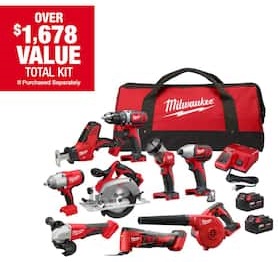 OVER
$1,678
VALUE
TOTAL KIT
If Purchased Separately
Milwaukee